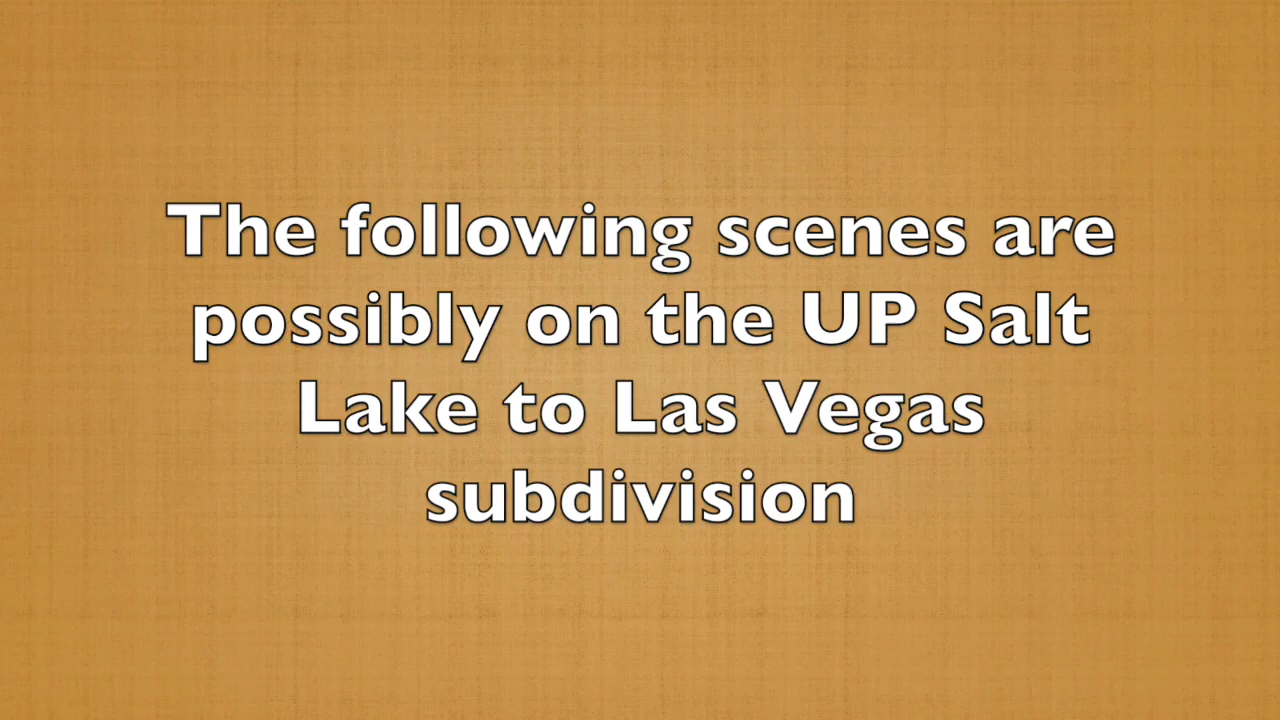 The following scenes are
possibly on the UP Salt
Lake to Las Vegas
subdivision